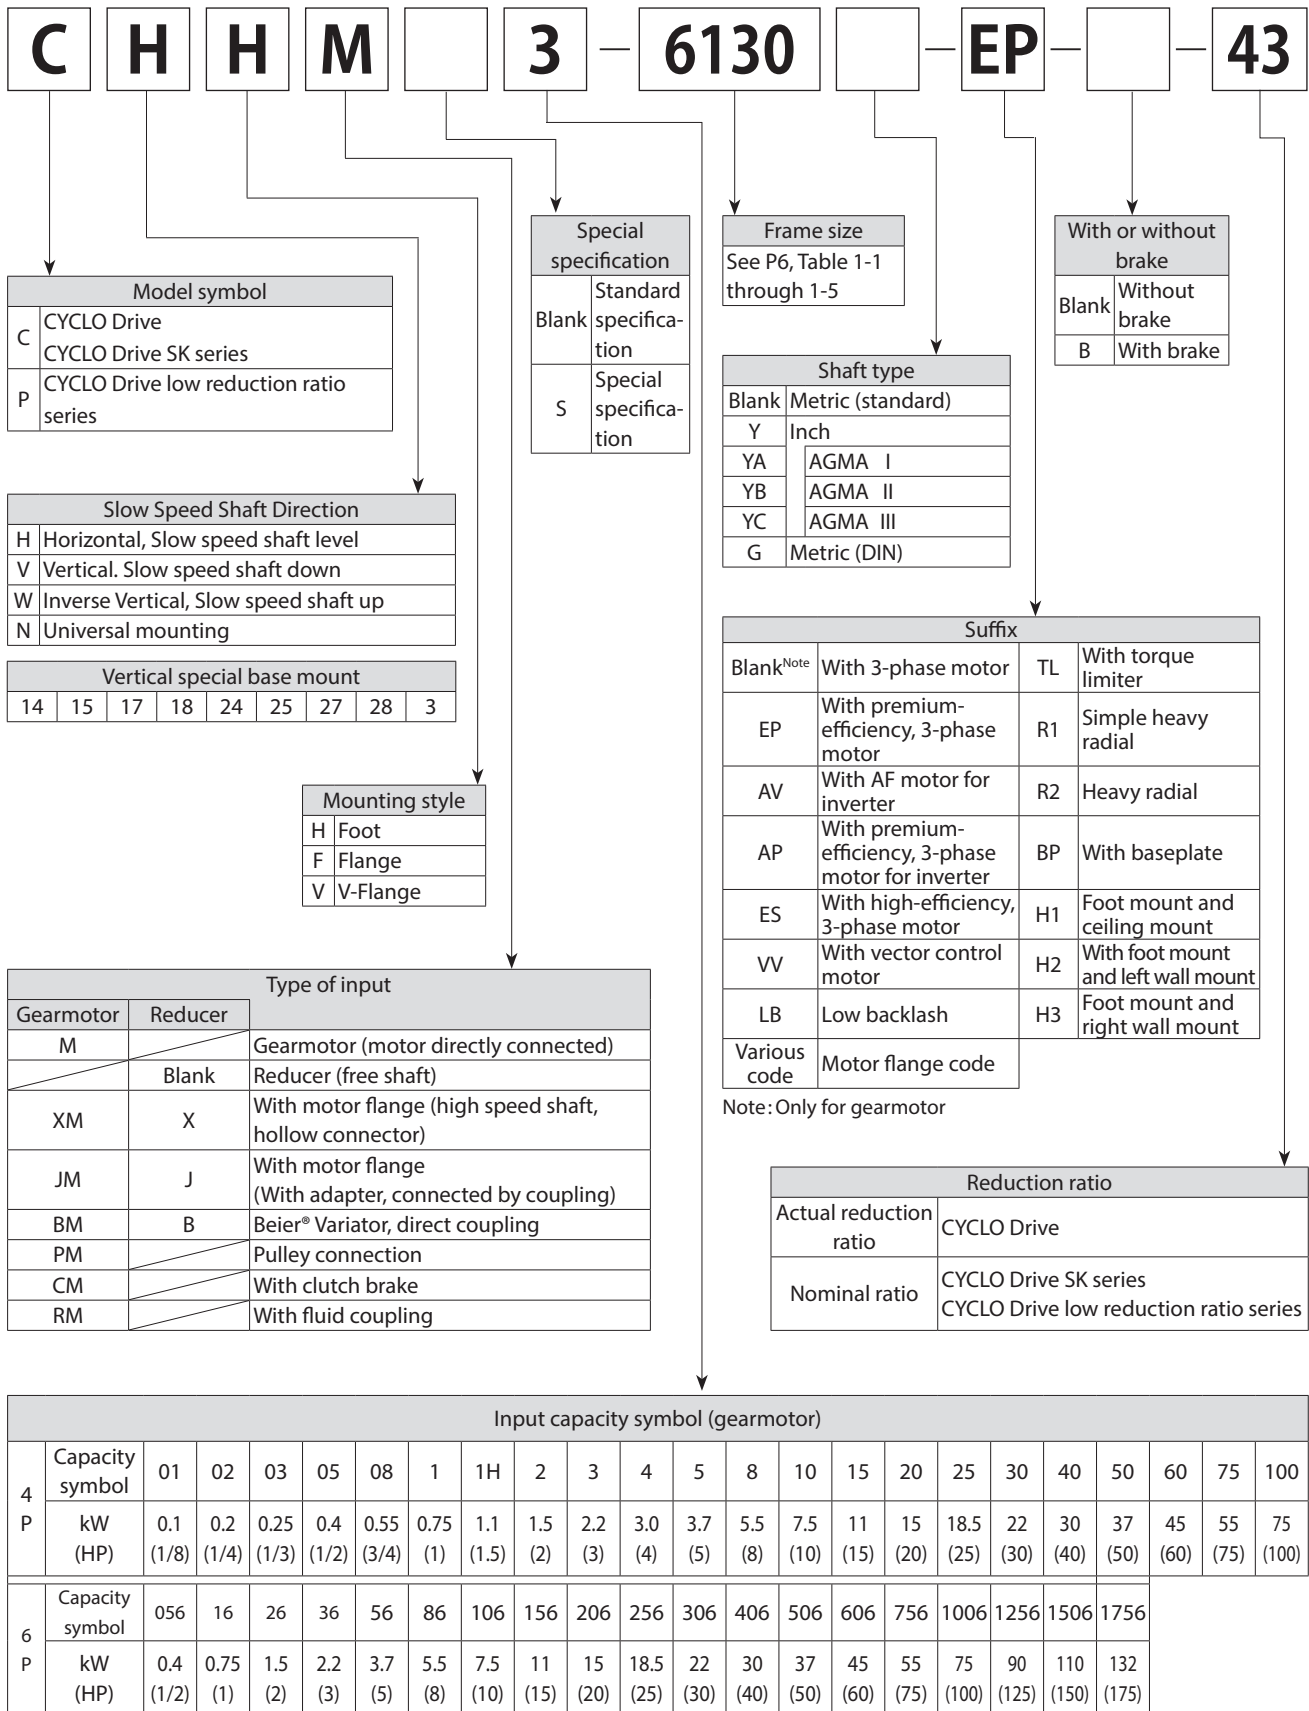 C H H M 3 – 6130 – EP – – 43
Model symbol
C CYCLO Drive
CYCLO Drive SK series
P CYCLO Drive low reduction ratio
series
Slow Speed Shaft Direction
H Horizontal, Slow speed shaft level
V Vertical. Slow speed shaft down
W Inverse Vertical, Slow speed shaft up
N Universal mounting
Vertical special base mount
14 15 17 18 24 25 27 28 3
Mounting style
H Foot
F Flange
V V-Flange
Special
specification
Blank Standard
specifica-
tion
S Special
specifica-
tion
Frame size
See P6, Table 1-1
through 1-5
With or without
brake
Blank Without
brake
B With brake
Shaft type
Blank Metric (standard)
Y Inch
YA AGMA I
YB AGMA II
YC AGMA III
G Metric (DIN)
Suffix
BlankNote With 3-phase motor
EP With premium-
efficiency, 3-phase
motor
AV With AF motor for
inverter
AP With premium-
efficiency, 3-phase
motor for inverter
ES With high-efficiency,
3-phase motor
VV With vector control
motor
LB Low backlash
Various
code Motor flange code
TL With torque
limiter
R1 Simple heavy
radial
R2 Heavy radial
BP With baseplate
H1 Foot mount and
ceiling mount
H2 With foot mount
and left wall mount
H3 Foot mount and
right wall mount
Note: Only for gearmotor
Type of input
Gearmotor Reducer
M Gearmotor (motor directly connected)
Blank Reducer (free shaft)
XM X With motor flange (high speed shaft,
hollow connector)
JM J With motor flange
(With adapter, connected by coupling)
BM B Beier® Variator, direct coupling
PM Pulley connection
CM With clutch brake
RM With fluid coupling
Reduction ratio
Actual reduction
ratio CYCLO Drive
Nominal ratio CYCLO Drive SK series
CYCLO Drive low reduction ratio series
Input capacity symbol (gearmotor)
4
P
Capacity
symbol 01 02 03 05 08 1 1H 2 3 4 5 8 10 15 20 25 30 40 50 60 75 100
kW 0.1 0.2 0.25 0.4 0.55 0.75 1.1 1.5 2.2 3.0 3.7 5.5 7.5 11 15 18.5 22 30 37 45 55 75
(HP) (1/8) (1/4) (1/3) (1/2) (3/4) (1) (1.5) (2) (3) (4) (5) (8) (10) (15) (20) (25) (30) (40) (50) (60) (75) (100)
6
P
Capacity
symbol 056 16 26 36 56 86 106 156 206 256 306 406 506 606 756 1006 1256 1506 1756
kW 0.4 0.75 1.5 2.2 3.7 5.5 7.5 11 15 18.5 22 30 37 45 55 75 90 110 132
(HP) (1/2) (1) (2) (3) (5) (8) (10) (15) (20) (25) (30) (40) (50) (60) (75) (100) (125) (150) (175)